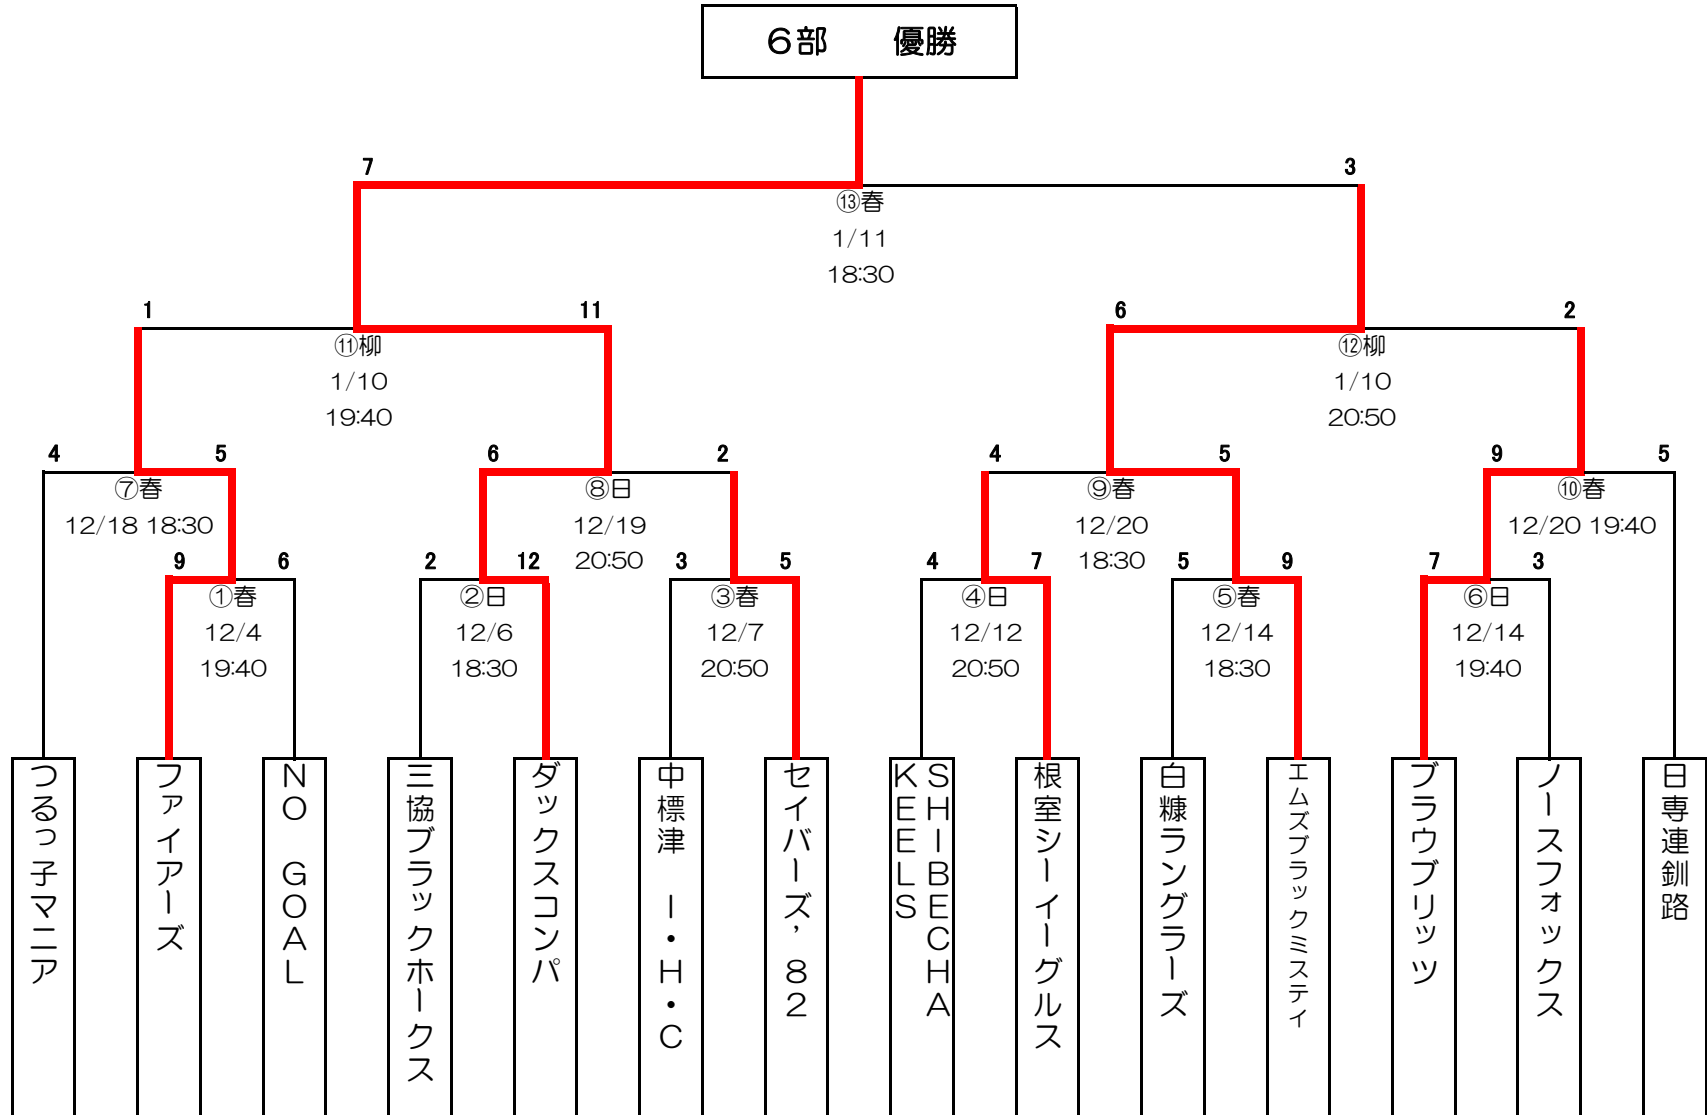 ６部　　優勝
7 3
⑬春
1/11
18:30
1 11 6 2
⑪柳
1/10
19:40
⑫柳
1/10
20:50
4 5 6 2 4 5 9 5
⑦春
12/18 18:30
⑧日
12/19
20:50
⑨春
12/20
18:30
⑩春
12/20 19:40
9 6 2 12 3 5 4 7 5 9 7 3
①春
12/4
19:40
②日
12/6
18:30
③春
12/7
20:50
④日
12/12
20:50
⑤春
12/14
18:30
⑥日
12/14
19:40
つるっ子マニア
ファイアーズ
ＮＯ　ＧＯＡＬ
三協ブラックホークス
ダックスコンパ
中標津　Ｉ・Ｈ・Ｃ
セイバーズ’８２
ＳＨＩＢＥＣＨＡ
ＫＥＥＬＳ
根室シーイーグルス
白糠ラングラーズ
エムズブラックミスティ
ブラウブリッツ
ノースフォックス
日専連釧路